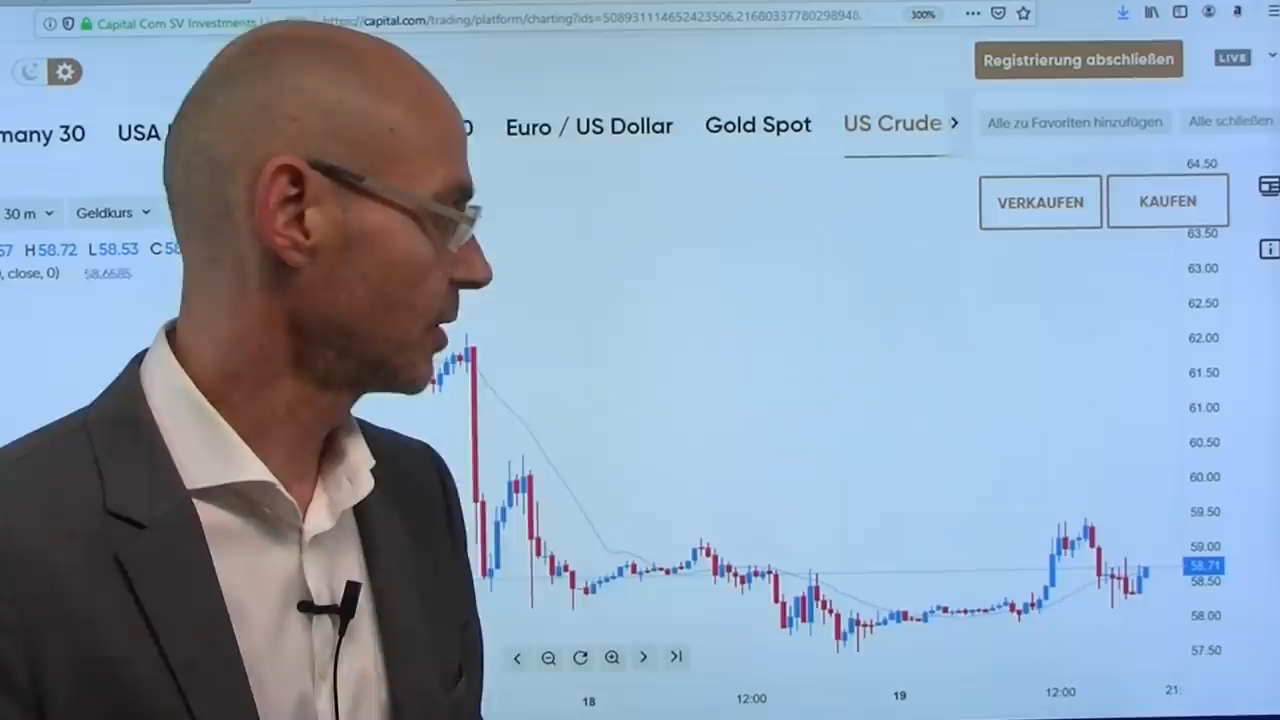 Capital Com SV Investments
https://capital.com/trading/platform/charting?ids=508931114652423506,21680337780298948.
300%
Registrierung abschließen
LIVE
many 30
USA
Euro / US Dollar
Gold Spot
US Crude
Alle zu Favoriten hinzufügen
Alle schließen
30 m
Geldkurs
VERKAUFEN
KAUFEN
57 H58.72 L58.53 C58
, close, 0) 58.6685
64.50
63.50
63.00
62.50
62.00
61.50
61.00
60.50
60.00
59.50
59.00
58.71
58.50
58.00
57.50
18
12:00
19
12:00
21: